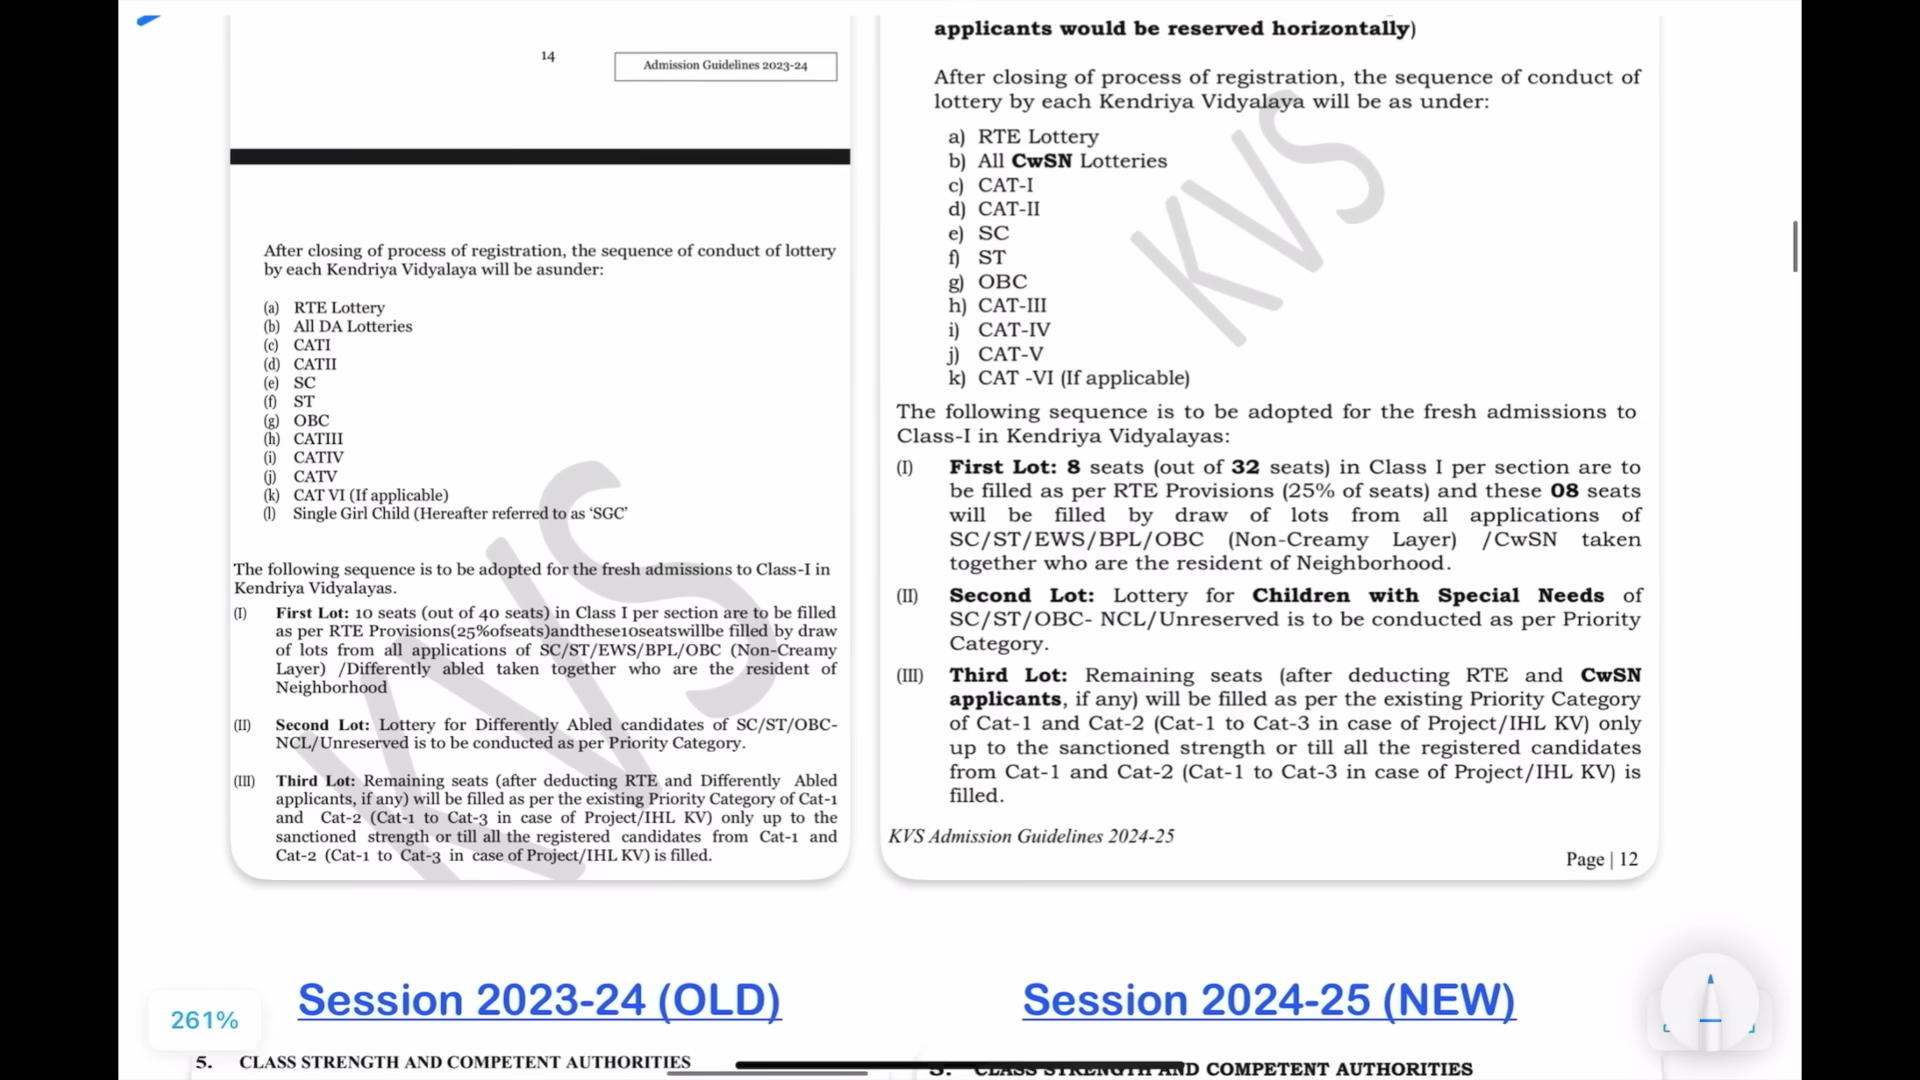 14
Admission Guidelines 2023-24
After closing of process of registration, the sequence of conduct of lottery
by each Kendriya Vidyalaya will be asunder:
(a) RTE Lottery
(b) All DA Lotteries
(c) CATI
(d) CATII
(e) SC
(f) ST
(g) OBC
(h) CATIII
(i) CATIV
(j) CATV
(k) CAT VI (If applicable)
(l) Single Girl Child (Hereafter referred to as ‘SGC’
The following sequence is to be adopted for the fresh admissions to Class-I in
Kendriya Vidyalayas.
(I) First Lot: 10 seats (out of 40 seats) in Class I per section are to be filled
as per RTE Provisions(25%ofseats)andthese10seatswillbe filled by draw
of lots from all applications of SC/ST/EWS/BPL/OBC (Non-Creamy
Layer) /Differently abled taken together who are the resident of
Neighborhood
(II) Second Lot: Lottery for Differently Abled candidates of SC/ST/OBC-
NCL/Unreserved is to be conducted as per Priority Category.
(III) Third Lot: Remaining seats (after deducting RTE and Differently Abled
applicants, if any) will be filled as per the existing Priority Category of Cat-1
and Cat-2 (Cat-1 to Cat-3 in case of Project/IHL KV) only up to the
sanctioned strength or till all the registered candidates from Cat-1 and
Cat-2 (Cat-1 to Cat-3 in case of Project/IHL KV) is filled.
KVS
applicants would be reserved horizontally)
After closing of process of registration, the sequence of conduct of
lottery by each Kendriya Vidyalaya will be as under:
a) RTE Lottery
b) All CwSN Lotteries
c) CAT-I
d) CAT-II
e) SC
f) ST
g) OBC
h) CAT-III
i) CAT-IV
j) CAT-V
k) CAT -VI (If applicable)
The following sequence is to be adopted for the fresh admissions to
Class-I in Kendriya Vidyalayas:
(I) First Lot: 8 seats (out of 32 seats) in Class I per section are to
be filled as per RTE Provisions (25% of seats) and these 08 seats
will be filled by draw of lots from all applications of
SC/ST/EWS/BPL/OBC (Non-Creamy Layer) /CwSN taken
together who are the resident of Neighborhood.
(II) Second Lot: Lottery for Children with Special Needs of
SC/ST/OBC- NCL/Unreserved is to be conducted as per Priority
Category.
(III) Third Lot: Remaining seats (after deducting RTE and CwSN
applicants, if any) will be filled as per the existing Priority Category
of Cat-1 and Cat-2 (Cat-1 to Cat-3 in case of Project/IHL KV) only
up to the sanctioned strength or till all the registered candidates
from Cat-1 and Cat-2 (Cat-1 to Cat-3 in case of Project/IHL KV) is
filled.
KVS Admission Guidelines 2024-25
Page | 12
KVS
261%
Session 2023-24 (OLD)
Session 2024-25 (NEW)
5. CLASS STRENGTH AND COMPETENT AUTHORITIES
5. CLASS STRENGTH AND COMPETENT AUTHORITIES